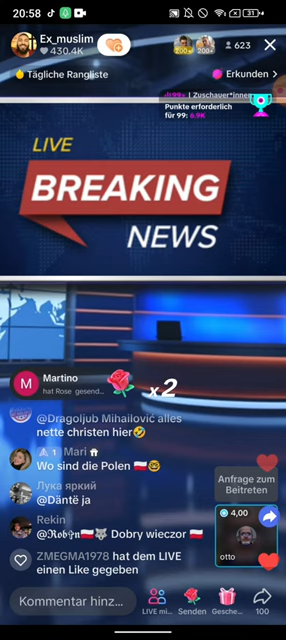 20:58
31
Ex_muslim
430.4K
200+
200+
623
Tägliche Rangliste
Erkunden >
| Zuschauer*innen
Punkte erforderlich
für 99: 6.9K
LIVE
BREAKING
NEWS
M
Martino
hat Rose gesend...
x2
@Dragoljub Mihailović alles
nette christen hier🤣
1 Mari
Wo sind die Polen 🇵🇱🤓
Лука яркий
@Däntë ja
Rekin
@𝕽𝖔𝖇𝖊𝖗𝖙🇵🇱🐺 Dobry wieczor 🇵🇱
ZMEGMA1978 hat dem LIVE
einen Like gegeben
Anfrage zum
Beitreten
4,00
otto
Kommentar hinz...
LIVE mi...
Senden
Gesche...
100